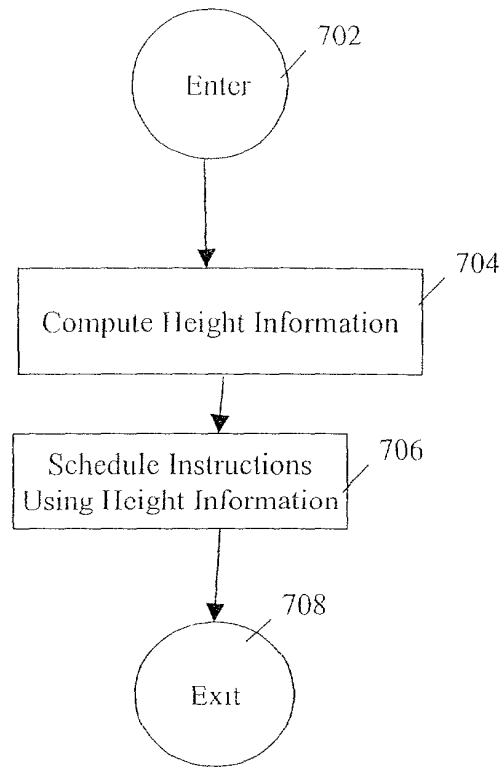 702
Enter
704
Compute Height Information
706
Schedule Instructions
Using Height Information
708
Exit